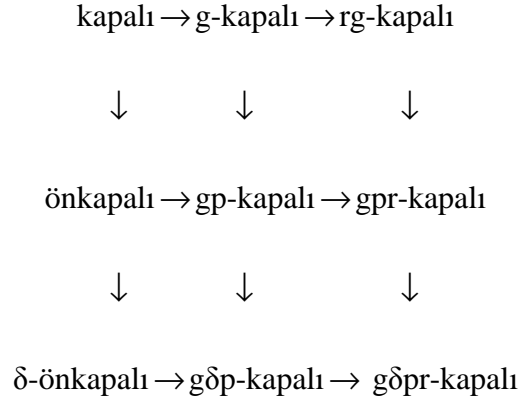 kapalı → g-kapalı → rg-kapalı
↓ ↓ ↓
önkapalı → gp-kapalı → gpr-kapalı
↓ ↓ ↓
δ-önkapalı → gδp-kapalı → gδpr-kapalı